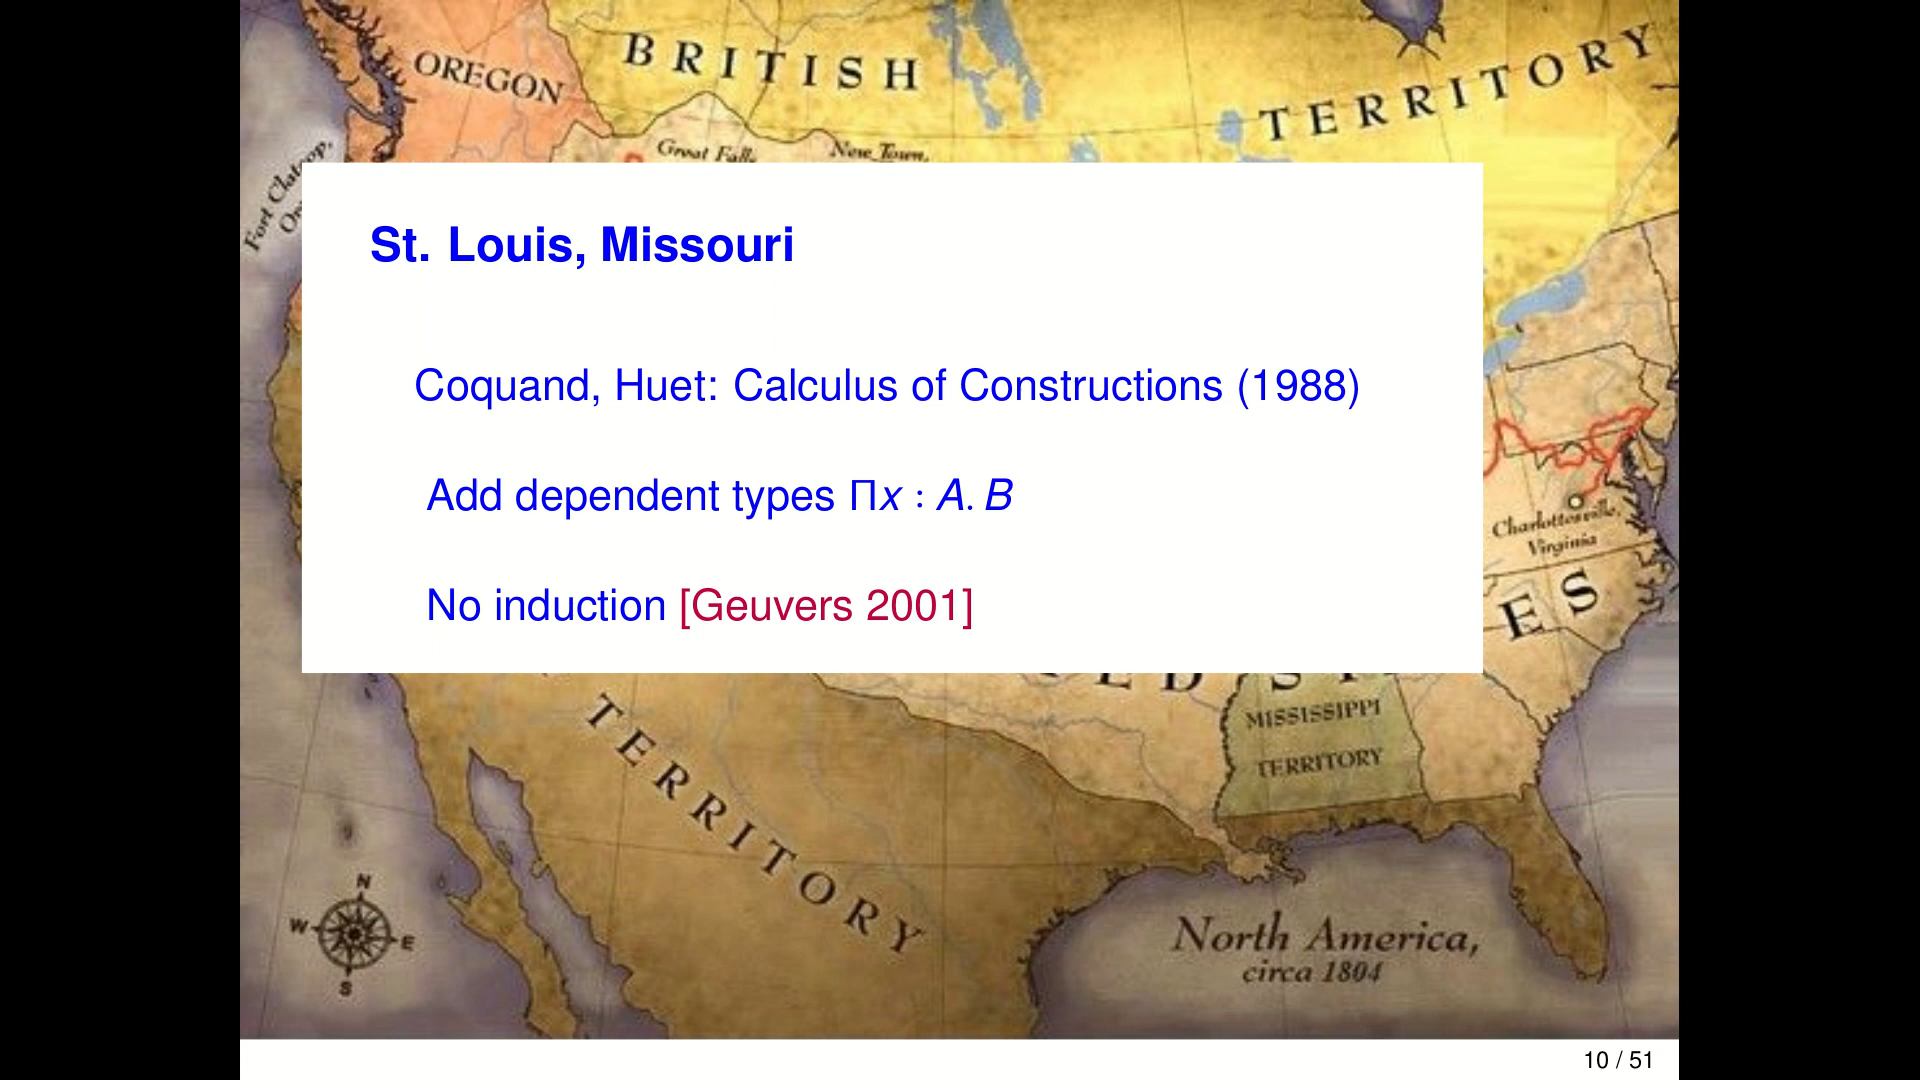 OREGON
BRITISH
TERRITORY
Great Falls,
New Town,
Fort Clatsop,
St. Louis, Missouri
Coquand, Huet: Calculus of Constructions (1988)
Add dependent types Πx : A. B
No induction [Geuvers 2001]
Charlottesville,
Virginia
ES
MISSISSIPPI
TERRITORY
TERRITORY
N
W E
S
North America,
circa 1804
10 / 51